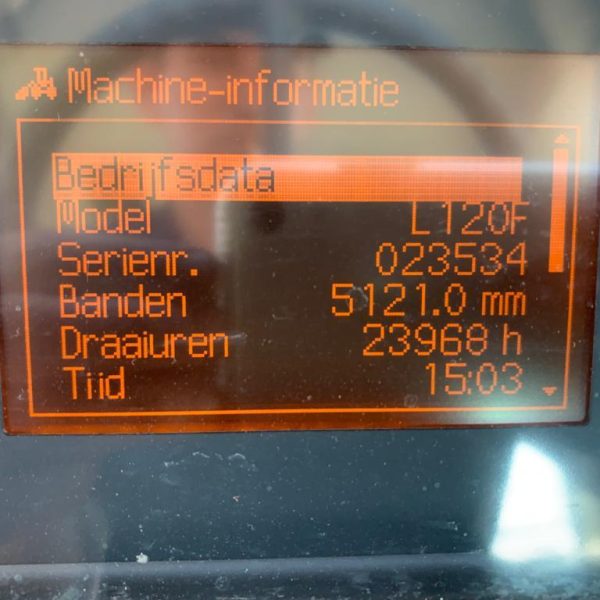 Machine-informatie
Bedrijfsdata
Model L120F
Serienr. 023534
Banden 5121.0 mm
Draaiuren 23968 h
Tijd 15:03